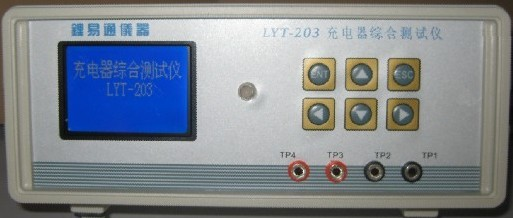 鋰易通儀器
LYT-203 充电器综合测试仪
充电器综合测试仪
LYT-203
ENT
ESC
TP4 TP3 TP2 TP1